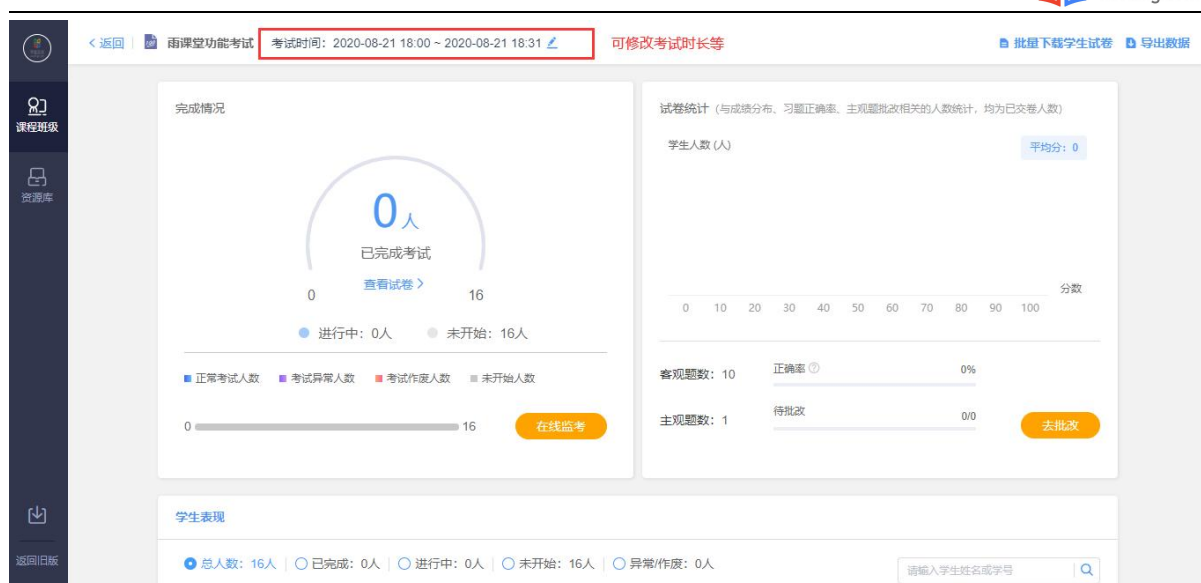 返回 雨课堂功能考试 考试时间：2020-08-21 18:00 ~ 2020-08-21 18:31 可修改考试时长等 批量下载学生试卷 导出数据
课程班级
资源库
返回旧版
完成情况
0人
已完成考试
查看试卷
0 16
进行中：0人 未开始：16人
正常考试人数 考试异常人数 考试作废人数 未开始人数
0 16 在线监考
试卷统计（与成绩分布、习题正确率、主观题批改相关的人数统计，均为已交卷人数）
学生人数 (人) 平均分：0
分数
0 10 20 30 40 50 60 70 80 90 100
客观题数：10 正确率 0%
主观题数：1 待批改 0/0 去批改
学生表现
总人数：16人 已完成：0人 进行中：0人 未开始：16人 异常/作废：0人 请输入学生姓名或学号